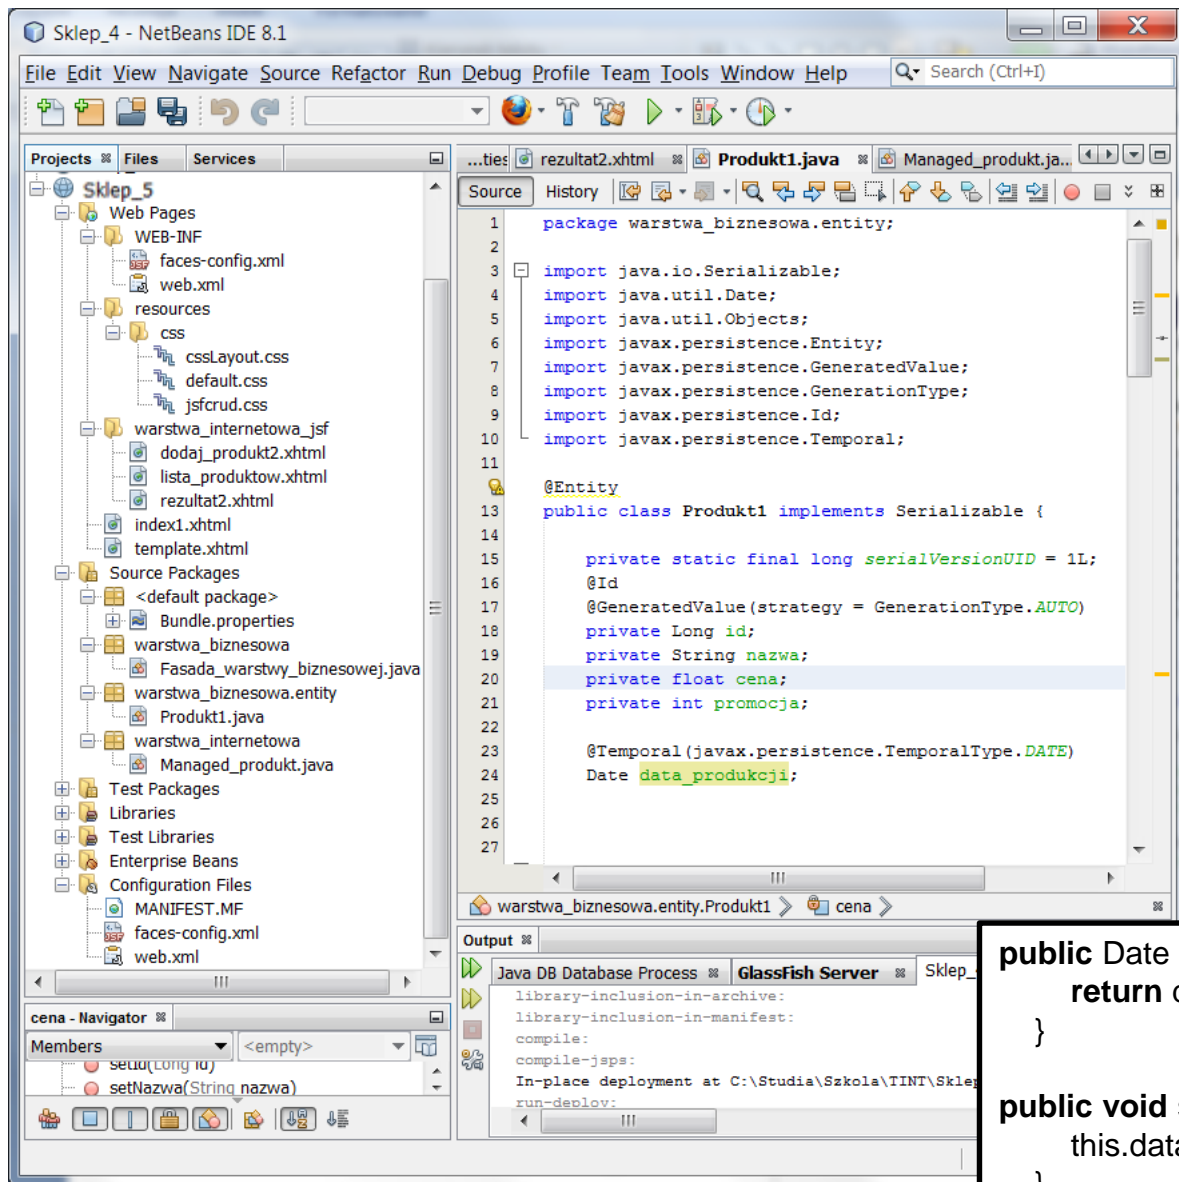 Sklep_4 - NetBeans IDE 8.1
File Edit View Navigate Source Refactor Run Debug Profile Team Tools Window Help Search (Ctrl+I)
Projects Files Services
Sklep_5
Web Pages
WEB-INF
faces-config.xml
web.xml
resources
css
cssLayout.css
default.css
jsfcrud.css
warstwa_internetowa_jsf
dodaj_produkt2.xhtml
lista_produktow.xhtml
rezultat2.xhtml
index1.xhtml
template.xhtml
Source Packages
<default package>
Bundle.properties
warstwa_biznesowa
Fasada_warstwy_biznesowej.java
warstwa_biznesowa.entity
Produkt1.java
warstwa_internetowa
Managed_produkt.java
Test Packages
Libraries
Test Libraries
Enterprise Beans
Configuration Files
MANIFEST.MF
faces-config.xml
web.xml
cena - Navigator
Members <empty>
setId(Long id)
setNazwa(String nazwa)
...ties rezultat2.xhtml Produkt1.java Managed_produkt.ja...
Source History
1 package warstwa_biznesowa.entity;
2
3 import java.io.Serializable;
4 import java.util.Date;
5 import java.util.Objects;
6 import javax.persistence.Entity;
7 import javax.persistence.GeneratedValue;
8 import javax.persistence.GenerationType;
9 import javax.persistence.Id;
10 import javax.persistence.Temporal;
11
@Entity
13 public class Produkt1 implements Serializable {
14
15 private static final long serialVersionUID = 1L;
16 @Id
17 @GeneratedValue(strategy = GenerationType.AUTO)
18 private Long id;
19 private String nazwa;
20 private float cena;
21 private int promocja;
22
23 @Temporal(javax.persistence.TemporalType.DATE)
24 Date data_produkcji;
25
26
27
warstwa_biznesowa.entity.Produkt1 cena
Output
Java DB Database Process GlassFish Server Sklep_
library-inclusion-in-archive:
library-inclusion-in-manifest:
compile:
compile-jsps:
In-place deployment at C:\Studia\Szkola\TINT\Sklep
run-deploy:
public Date
return
}
public void
this.data
}